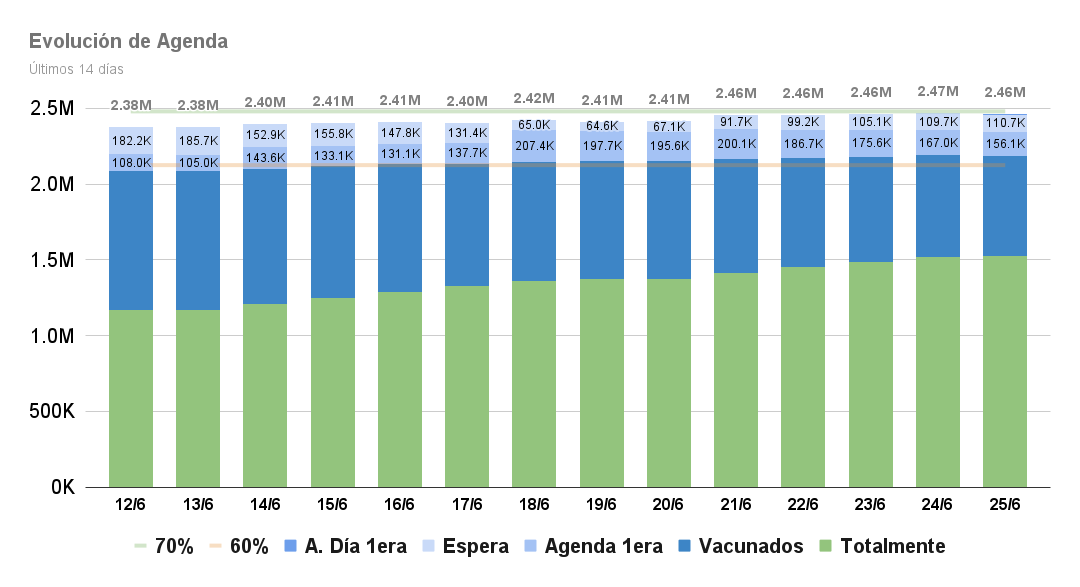 Evolución de Agenda
Últimos 14 días
2.38M 2.38M 2.40M 2.41M 2.41M 2.40M 2.42M 2.41M 2.41M 2.46M 2.46M 2.46M 2.47M 2.46M
2.5M
182.2K 185.7K 152.9K 155.8K 147.8K 131.4K 65.0K 64.6K 67.1K 91.7K 99.2K 105.1K 109.7K 110.7K
108.0K 105.0K 143.6K 133.1K 131.1K 137.7K 207.4K 197.7K 195.6K 200.1K 186.7K 175.6K 167.0K 156.1K
2.0M
1.5M
1.0M
500K
0K
12/6 13/6 14/6 15/6 16/6 17/6 18/6 19/6 20/6 21/6 22/6 23/6 24/6 25/6
70% 60% A. Día 1era Espera Agenda 1era Vacunados Totalmente